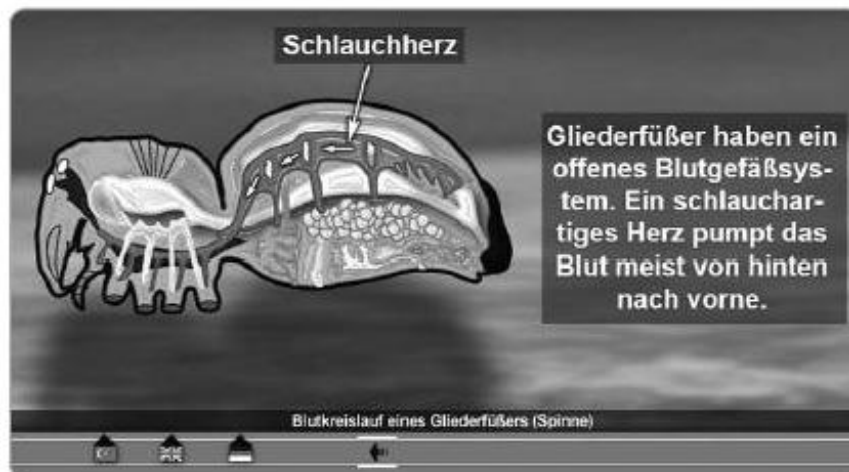 Schlauchherz
Gliederfüßer haben ein
offenes Blutgefäßsys-
tem. Ein schlauchar-
tiges Herz pumpt das
Blut meist von hinten
nach vorne.
Blutkreislauf eines Gliederfüßers (Spinne)